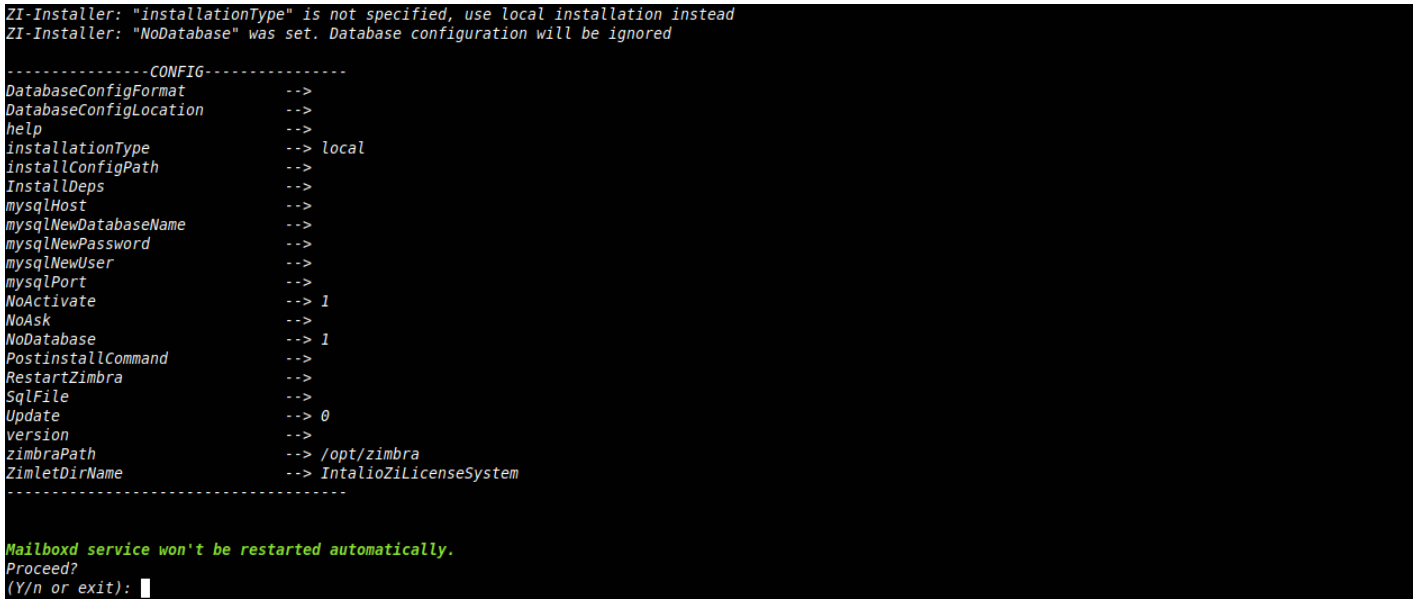 ZI-Installer: "installationType" is not specified, use local installation instead
ZI-Installer: "NoDatabase" was set. Database configuration will be ignored
----------------CONFIG----------------
DatabaseConfigFormat -->
DatabaseConfigLocation -->
help -->
installationType --> local
installConfigPath -->
InstallDeps -->
mysqlHost -->
mysqlNewDatabaseName -->
mysqlNewPassword -->
mysqlNewUser -->
mysqlPort -->
NoActivate --> 1
NoAsk -->
NoDatabase --> 1
PostinstallCommand -->
RestartZimbra -->
SqlFile -->
Update --> 0
version -->
zimbraPath --> /opt/zimbra
ZimletDirName --> IntalioZiLicenseSystem
--------------------------------------
Mailboxd service won't be restarted automatically.
Proceed?
(Y/n or exit):